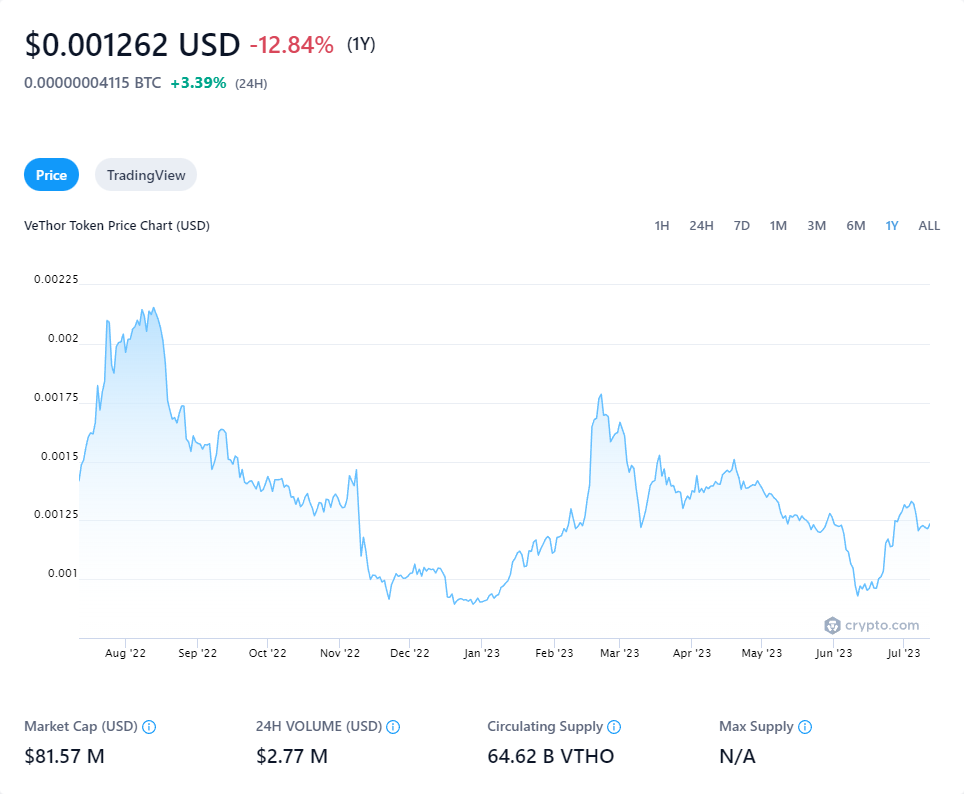 $0.001262 USD -12.84% (1Y)
0.00000004115 BTC +3.39% (24H)
Price TradingView
VeThor Token Price Chart (USD) 1H 24H 7D 1M 3M 6M 1Y ALL
0.00225
0.002
0.00175
0.0015
0.00125
0.001
crypto.com
Aug '22 Sep '22 Oct '22 Nov '22 Dec '22 Jan '23 Feb '23 Mar '23 Apr '23 May '23 Jun '23 Jul '23
Market Cap (USD) 24H VOLUME (USD) Circulating Supply Max Supply
$81.57 M $2.77 M 64.62 B VTHO N/A